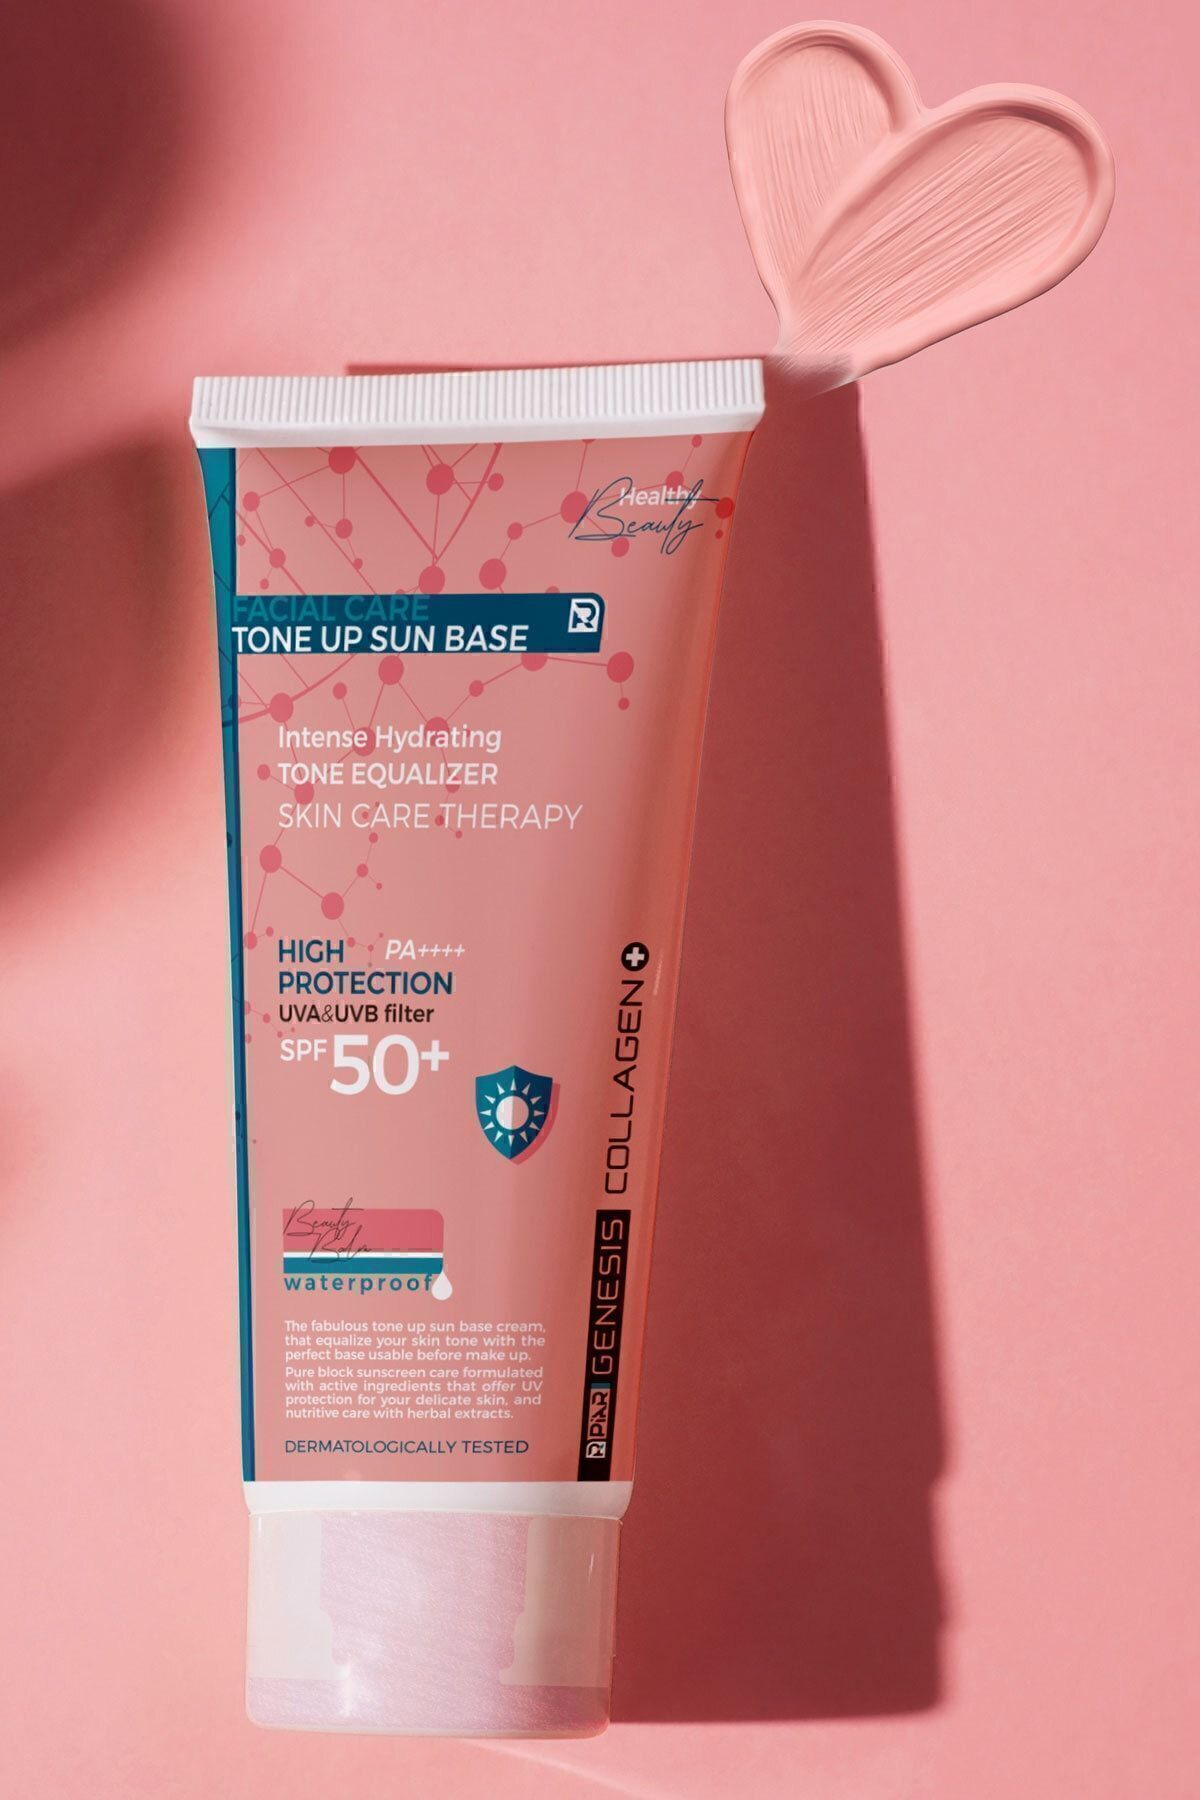 Healthy
Beauty
FACIAL CARE
TONE UP SUN BASE
Intense Hydrating
TONE EQUALIZER
SKIN CARE THERAPY
HIGH PA++++
PROTECTION
UVA&UVB filter
SPF 50+
Beauty
Balm
waterproof
The fabulous tone up sun base cream,
that equalize your skin tone with the
perfect base usable before make up.
Pure block sunscreen care formulated
with active ingredients that offer UV
protection for your delicate skin, and
nutritive care with herbal extracts.
DERMATOLOGICALLY TESTED
PİAR GENESIS COLLAGEN+